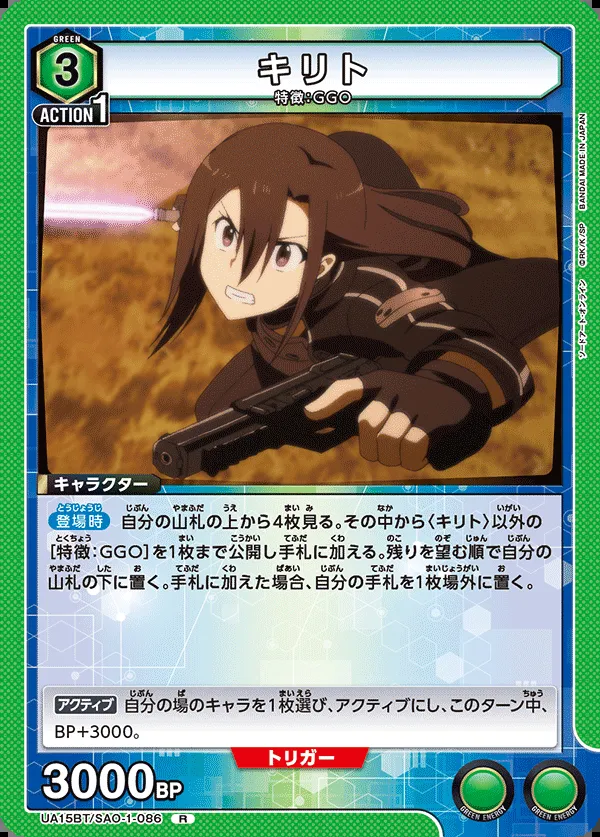 GREEN
3
ACTION1
キリト
特徴:GGO
BANDAI MADE IN JAPAN
©RK/K/SP
ソードアート・オンライン
キャラクター
登場時 自分の山札の上から4枚見る。その中から〈キリト〉以外の
[特徴:GGO]を1枚まで公開し手札に加える。残りを望む順で自分の
山札の下に置く。手札に加えた場合、自分の手札を1枚場外に置く。
アクティブ 自分の場のキャラを1枚選び、アクティブにし、このターン中、
BP+3000。
トリガー
3000BP
UA15BT/SAO-1-086 R
GREEN ENERGY
GREEN ENERGY